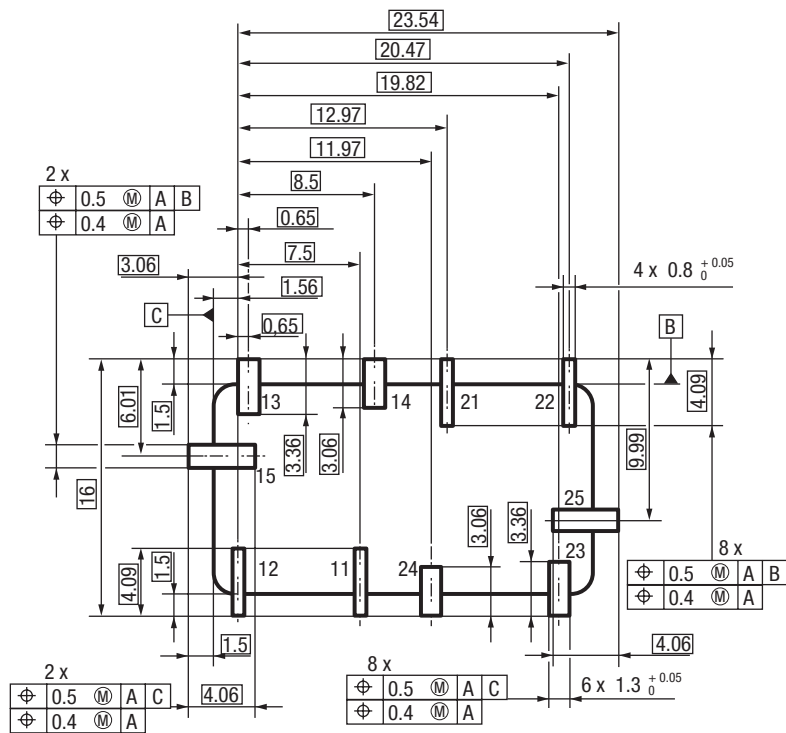 23.54
20.47
19.82
12.97
11.97
8.5
2 x
⌖ 0.5 Ⓜ A B
⌖ 0.4 Ⓜ A
0.65
7.5
3.06
1.56
4 x 0.8 + 0.05 0
C
0,65
B
6.01
1.5
13
14
21
22
4.09
3.36
3.06
9.99
15
16
25
3.06
3.36
23
8 x
⌖ 0.5 Ⓜ A B
⌖ 0.4 Ⓜ A
4.09
1.5
12
11
24
1.5
4.06
2 x
⌖ 0.5 Ⓜ A C
⌖ 0.4 Ⓜ A
4.06
8 x
⌖ 0.5 Ⓜ A C
⌖ 0.4 Ⓜ A
6 x 1.3 + 0.05 0